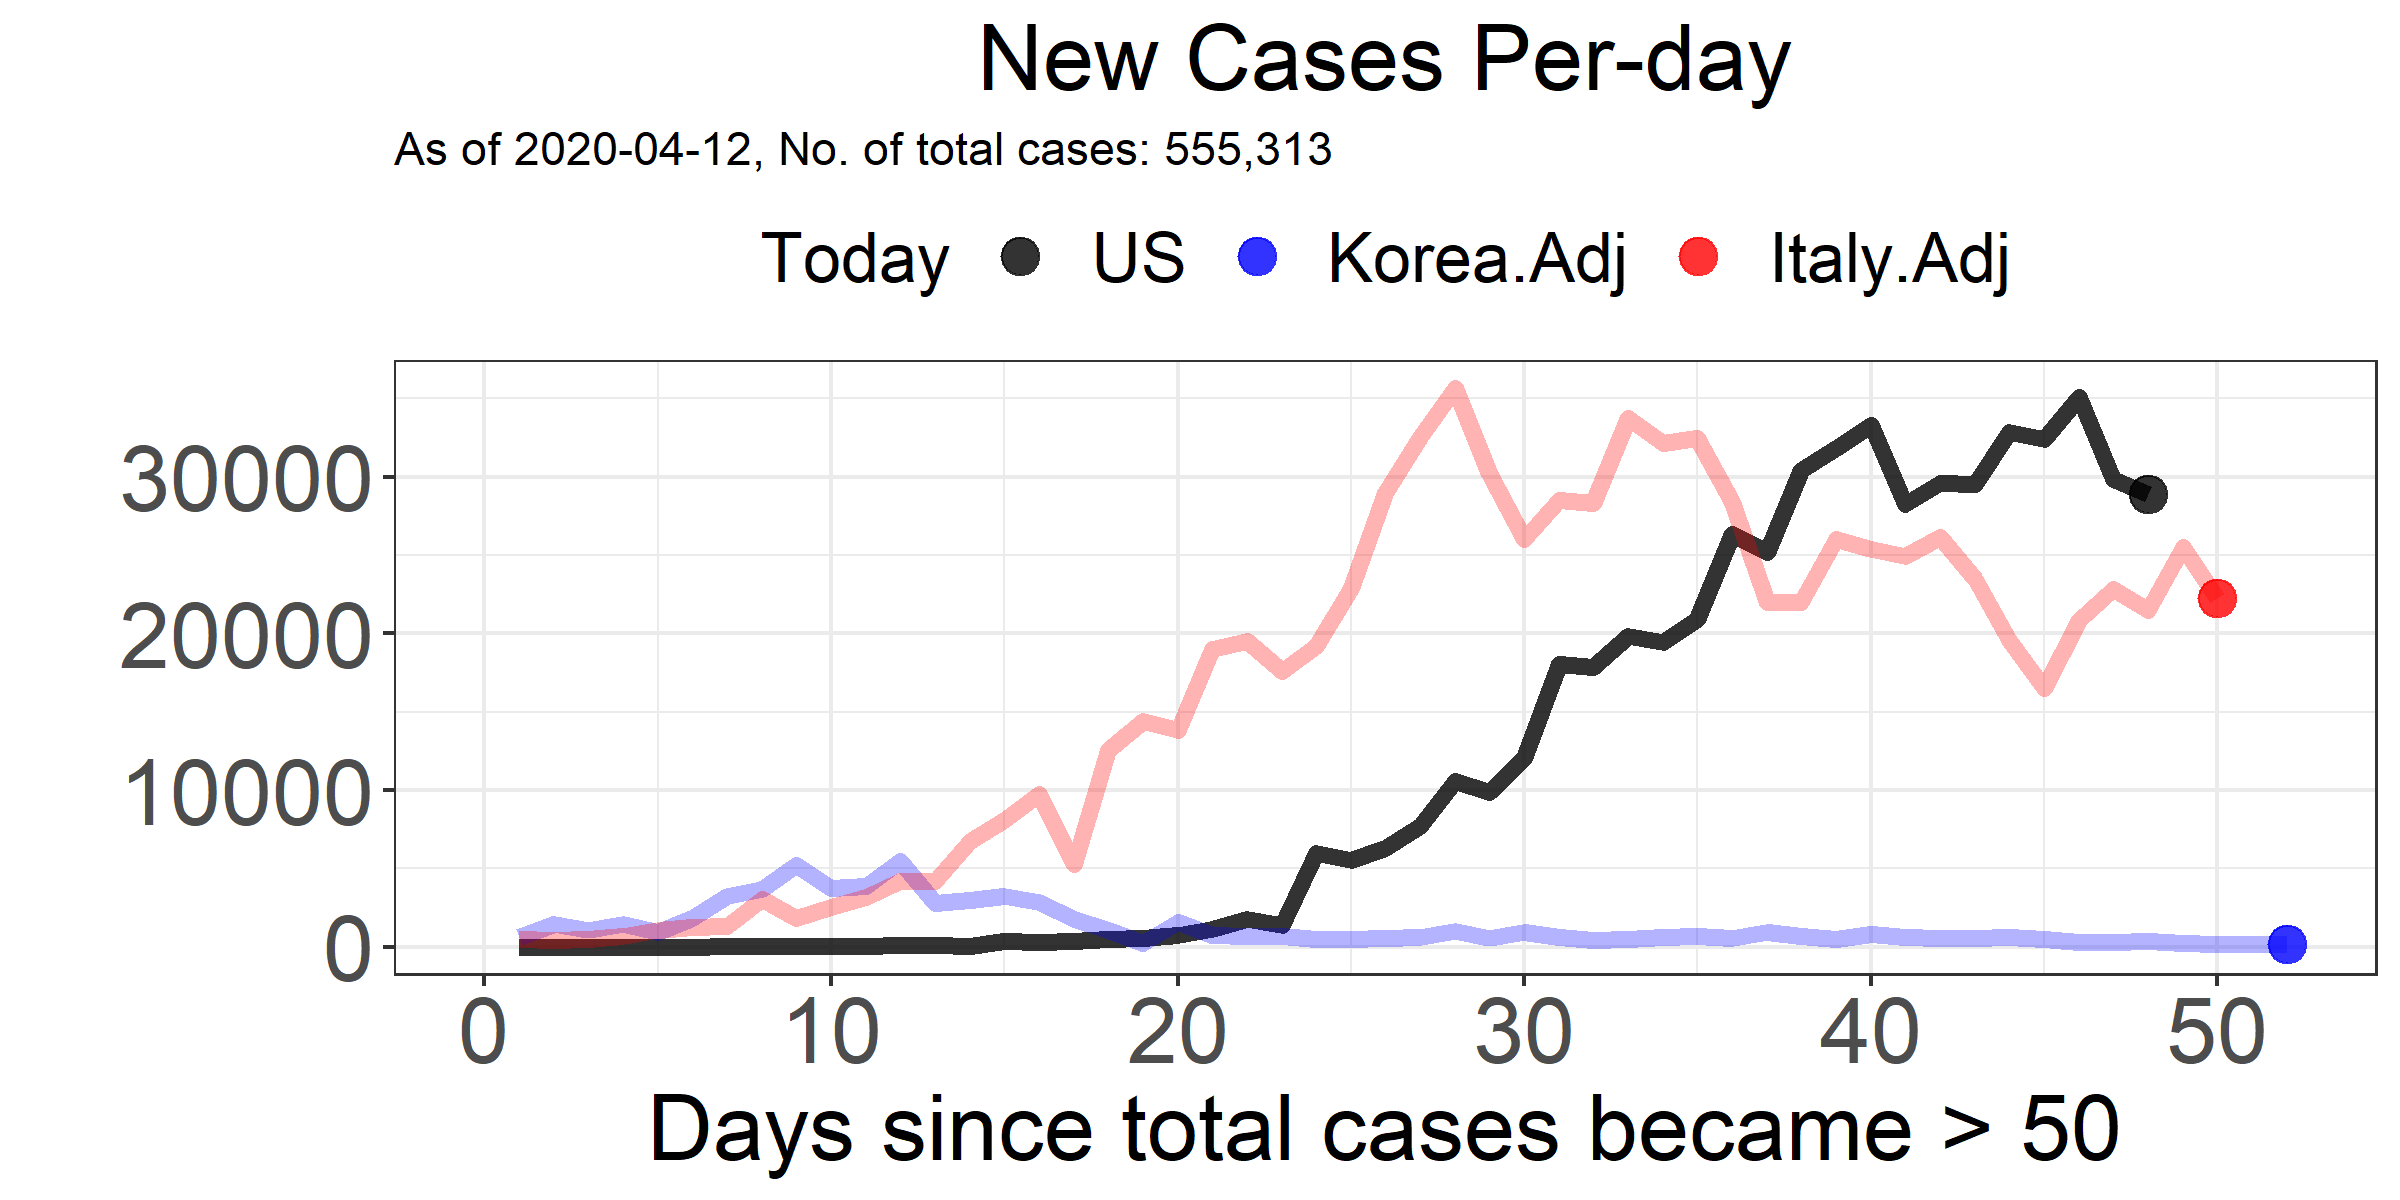 New Cases Per-day
As of 2020-04-12, No. of total cases: 555,313
Today US Korea.Adj Italy.Adj
30000
20000
10000
0
0 10 20 30 40 50
Days since total cases became > 50